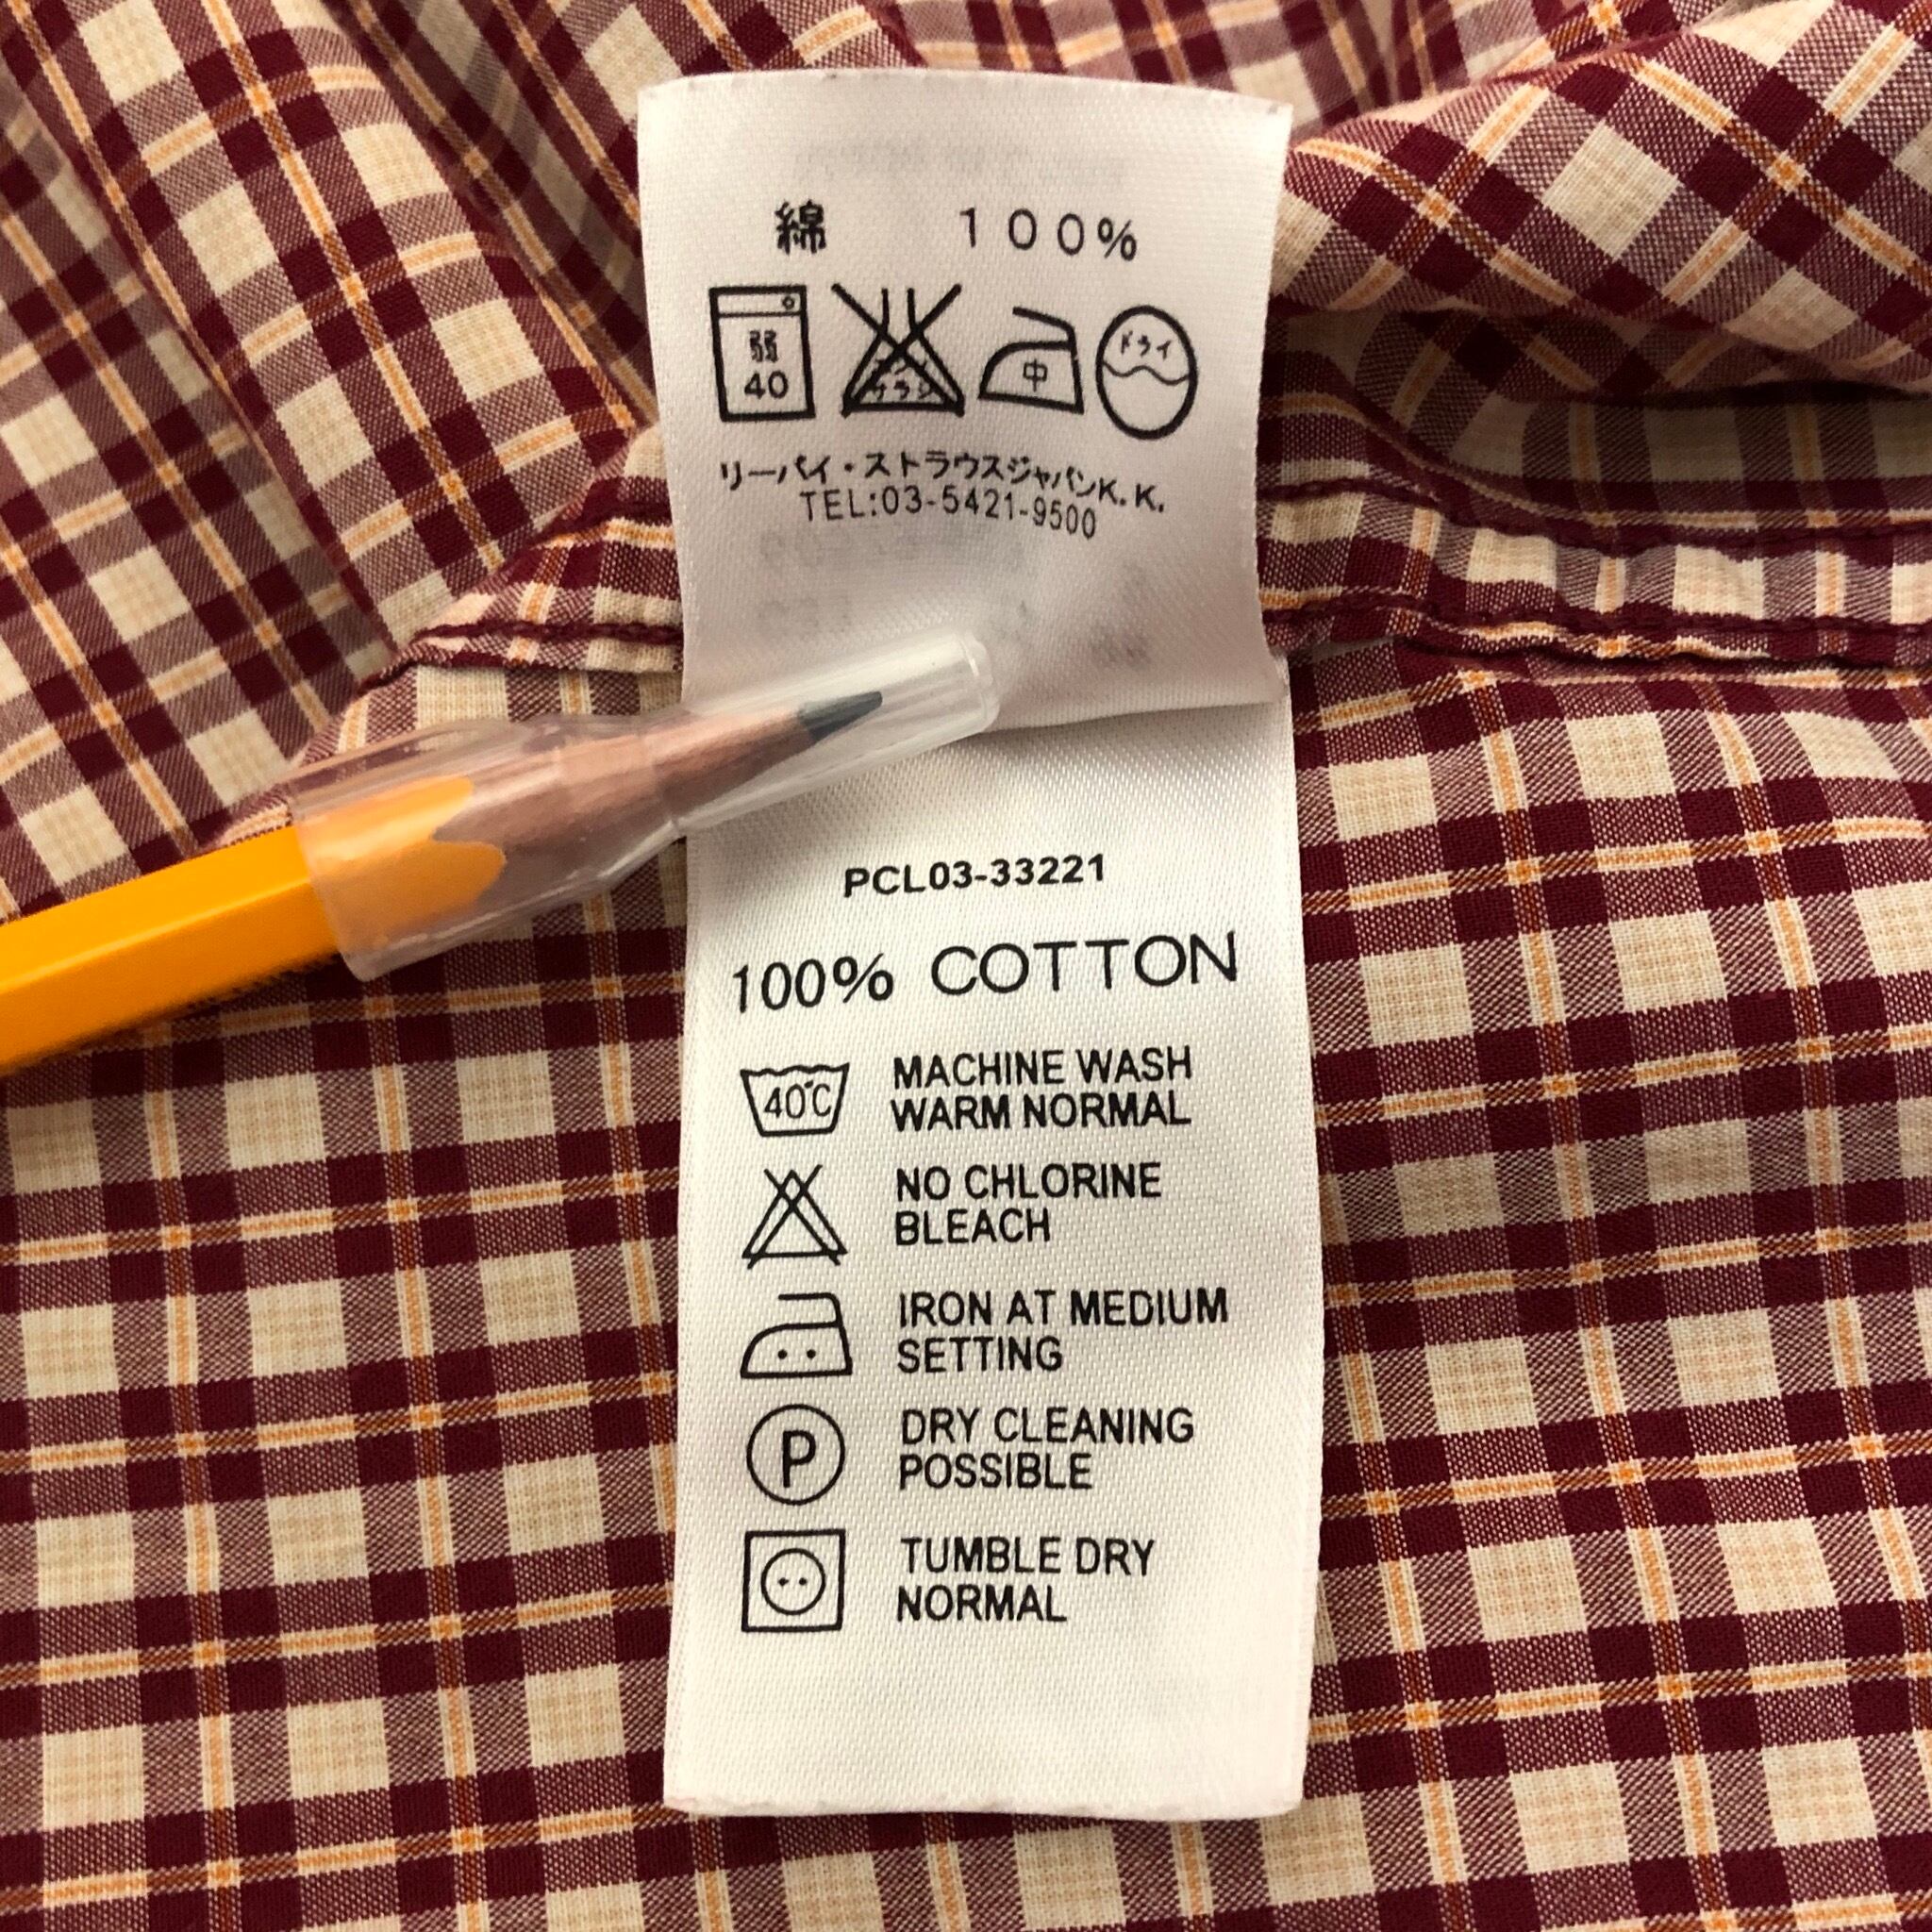 綿 100%
弱
40
ドライ
中
リーバイ・ストラウスジャパンK.K.
TEL:03-5421-9500
PCL03-33221
100% COTTON
40℃ MACHINE WASH
WARM NORMAL
NO CHLORINE
BLEACH
IRON AT MEDIUM
SETTING
P DRY CLEANING
POSSIBLE
TUMBLE DRY
NORMAL